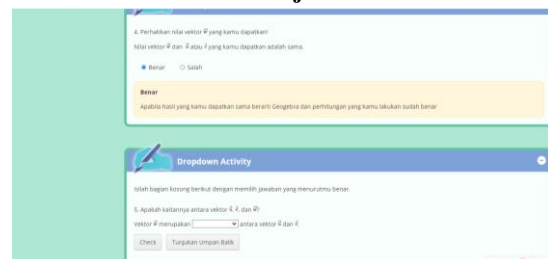 4. Perhatikan nilai vektor w⃗ yang kamu dapatkan!
Nilai vektor w⃗ dan u⃗ atau v⃗ yang kamu dapatkan adalah sama.
Benar Salah
Benar
Apabila hasil yang kamu dapatkan sama berarti Geogebra dan perhitungan yang kamu lakukan sudah benar
Dropdown Activity
Isilah bagian kosong berikut dengan memilih jawaban yang menurutmu benar.
5. Apakah kaitannya antara vektor u⃗, v⃗, dan w⃗?
Vektor w⃗ merupakan antara vektor u⃗ dan v⃗
Check Tunjukan Umpan Balik